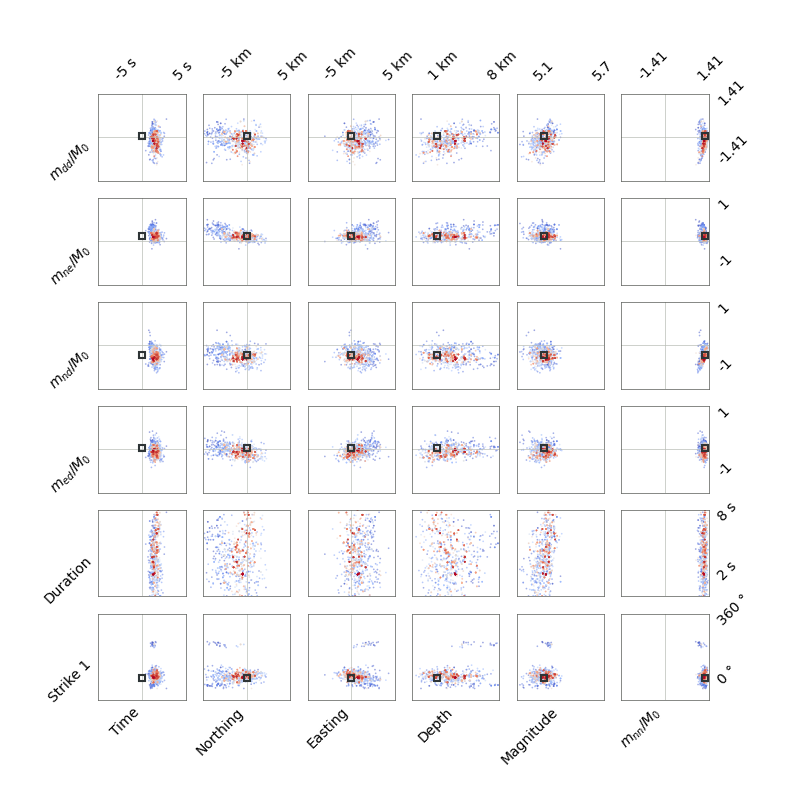 -5 s 5 s -5 km 5 km -5 km 5 km 1 km 8 km 5.1 5.7 -1.41 1.41
m_dd/M_0 1.41 -1.41
m_ne/M_0 1 -1
m_nd/M_0 1 -1
m_ed/M_0 1 -1
Duration 8 s 2 s
Strike 1 360 ° 0 °
Time Northing Easting Depth Magnitude m_nn/M_0